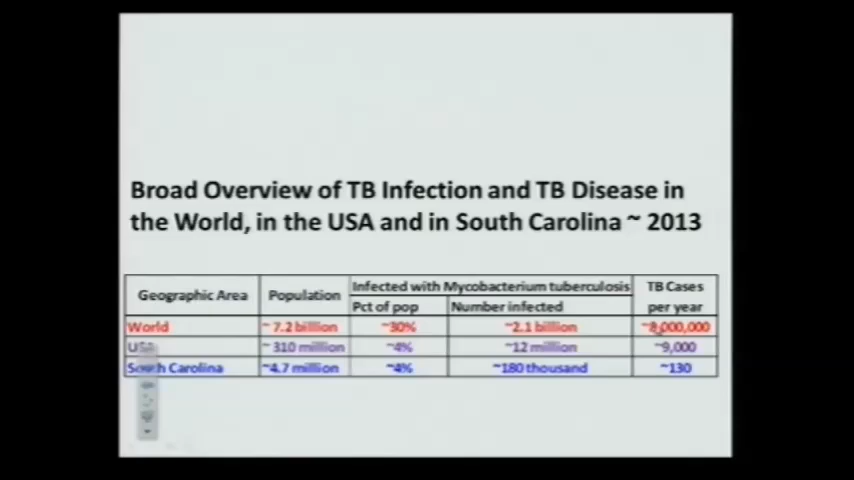 Broad Overview of TB Infection and TB Disease in
the World, in the USA and in South Carolina ~ 2013
Geographic Area Population Infected with Mycobacterium tuberculosis TB Cases
Pct of pop Number infected per year
World ~ 7.2 billion ~30% ~2.1 billion ~8,000,000
USA ~ 310 million ~4% ~12 million ~9,000
South Carolina ~4.7 million ~4% ~180 thousand ~130